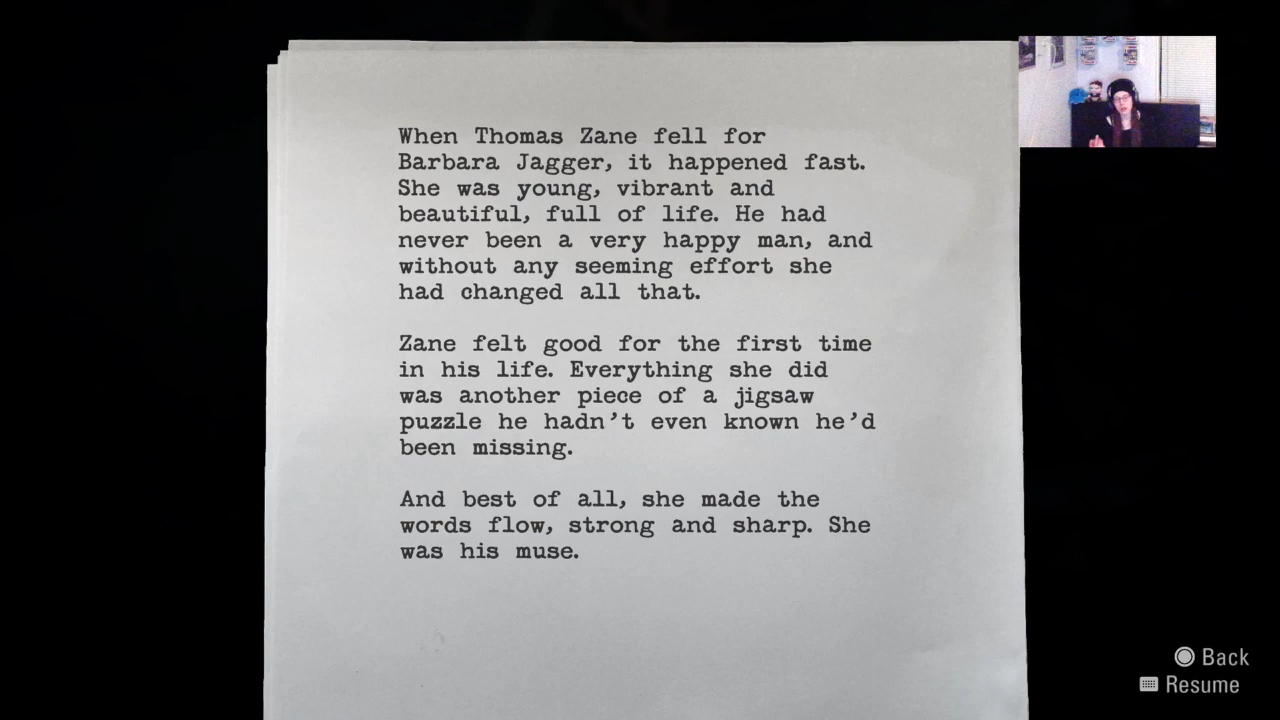 When Thomas Zane fell for
Barbara Jagger, it happened fast.
She was young, vibrant and
beautiful, full of life. He had
never been a very happy man, and
without any seeming effort she
had changed all that.
Zane felt good for the first time
in his life. Everything she did
was another piece of a jigsaw
puzzle he hadn’t even known he’d
been missing.
And best of all, she made the
words flow, strong and sharp. She
was his muse.
Back
Resume